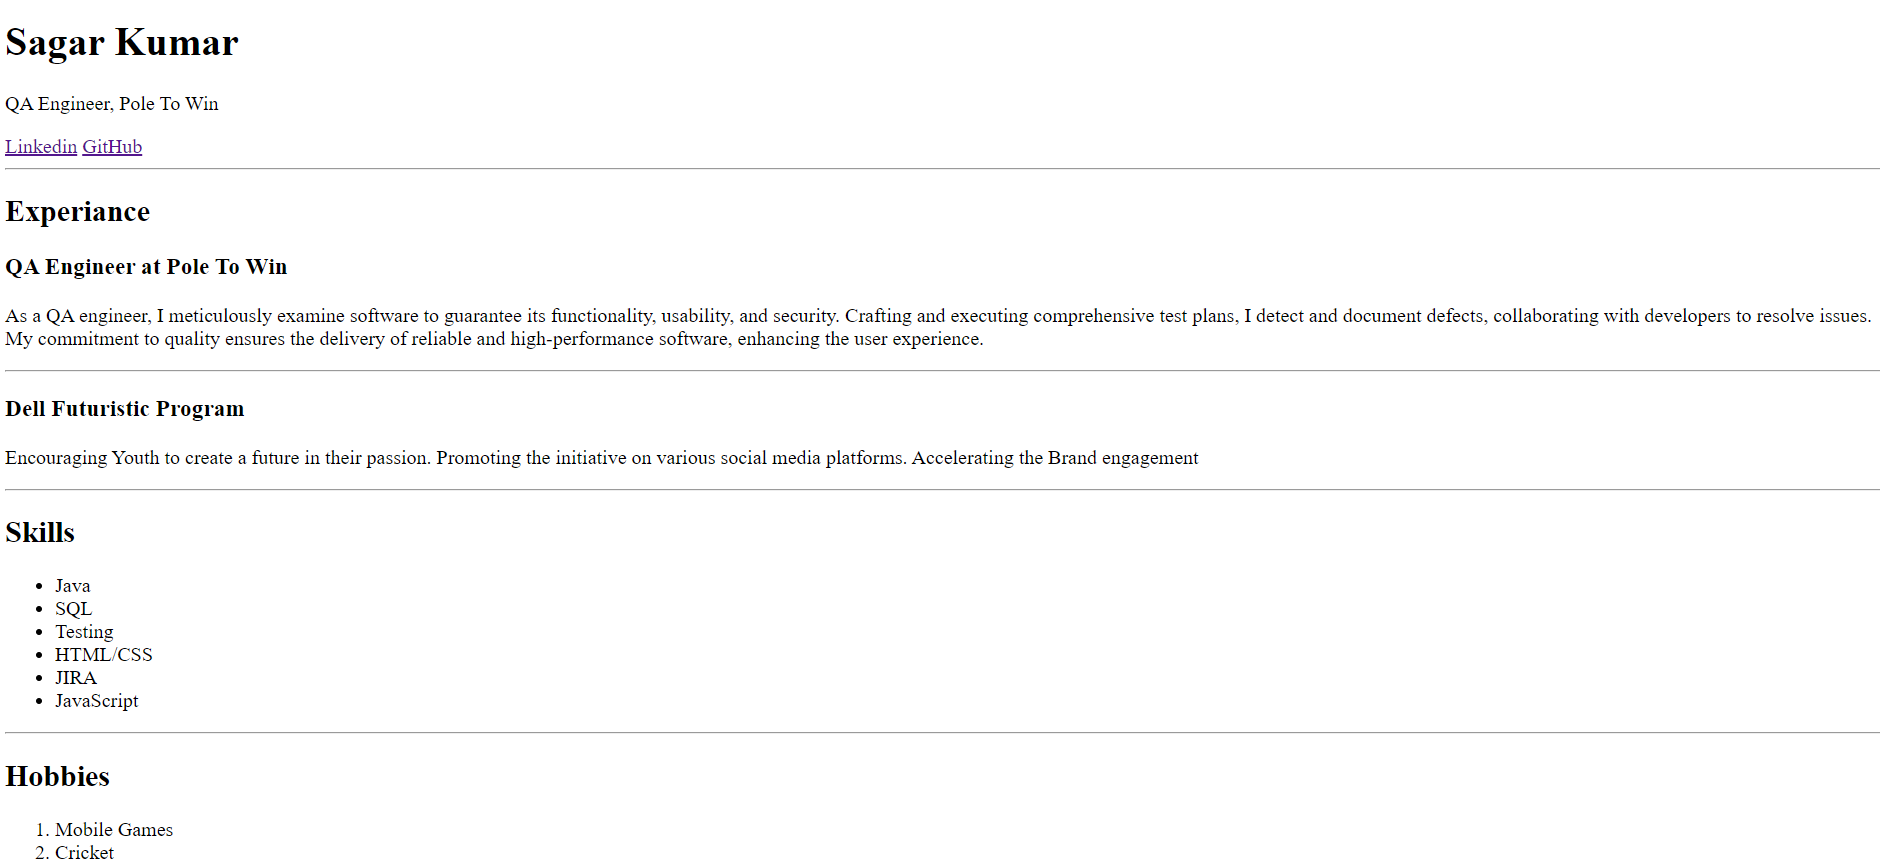 Sagar Kumar
QA Engineer, Pole To Win
Linkedin GitHub
Experiance
QA Engineer at Pole To Win
As a QA engineer, I meticulously examine software to guarantee its functionality, usability, and security. Crafting and executing comprehensive test plans, I detect and document defects, collaborating with developers to resolve issues.
My commitment to quality ensures the delivery of reliable and high-performance software, enhancing the user experience.
Dell Futuristic Program
Encouraging Youth to create a future in their passion. Promoting the initiative on various social media platforms. Accelerating the Brand engagement
Skills
• Java
• SQL
• Testing
• HTML/CSS
• JIRA
• JavaScript
Hobbies
1. Mobile Games
2. Cricket